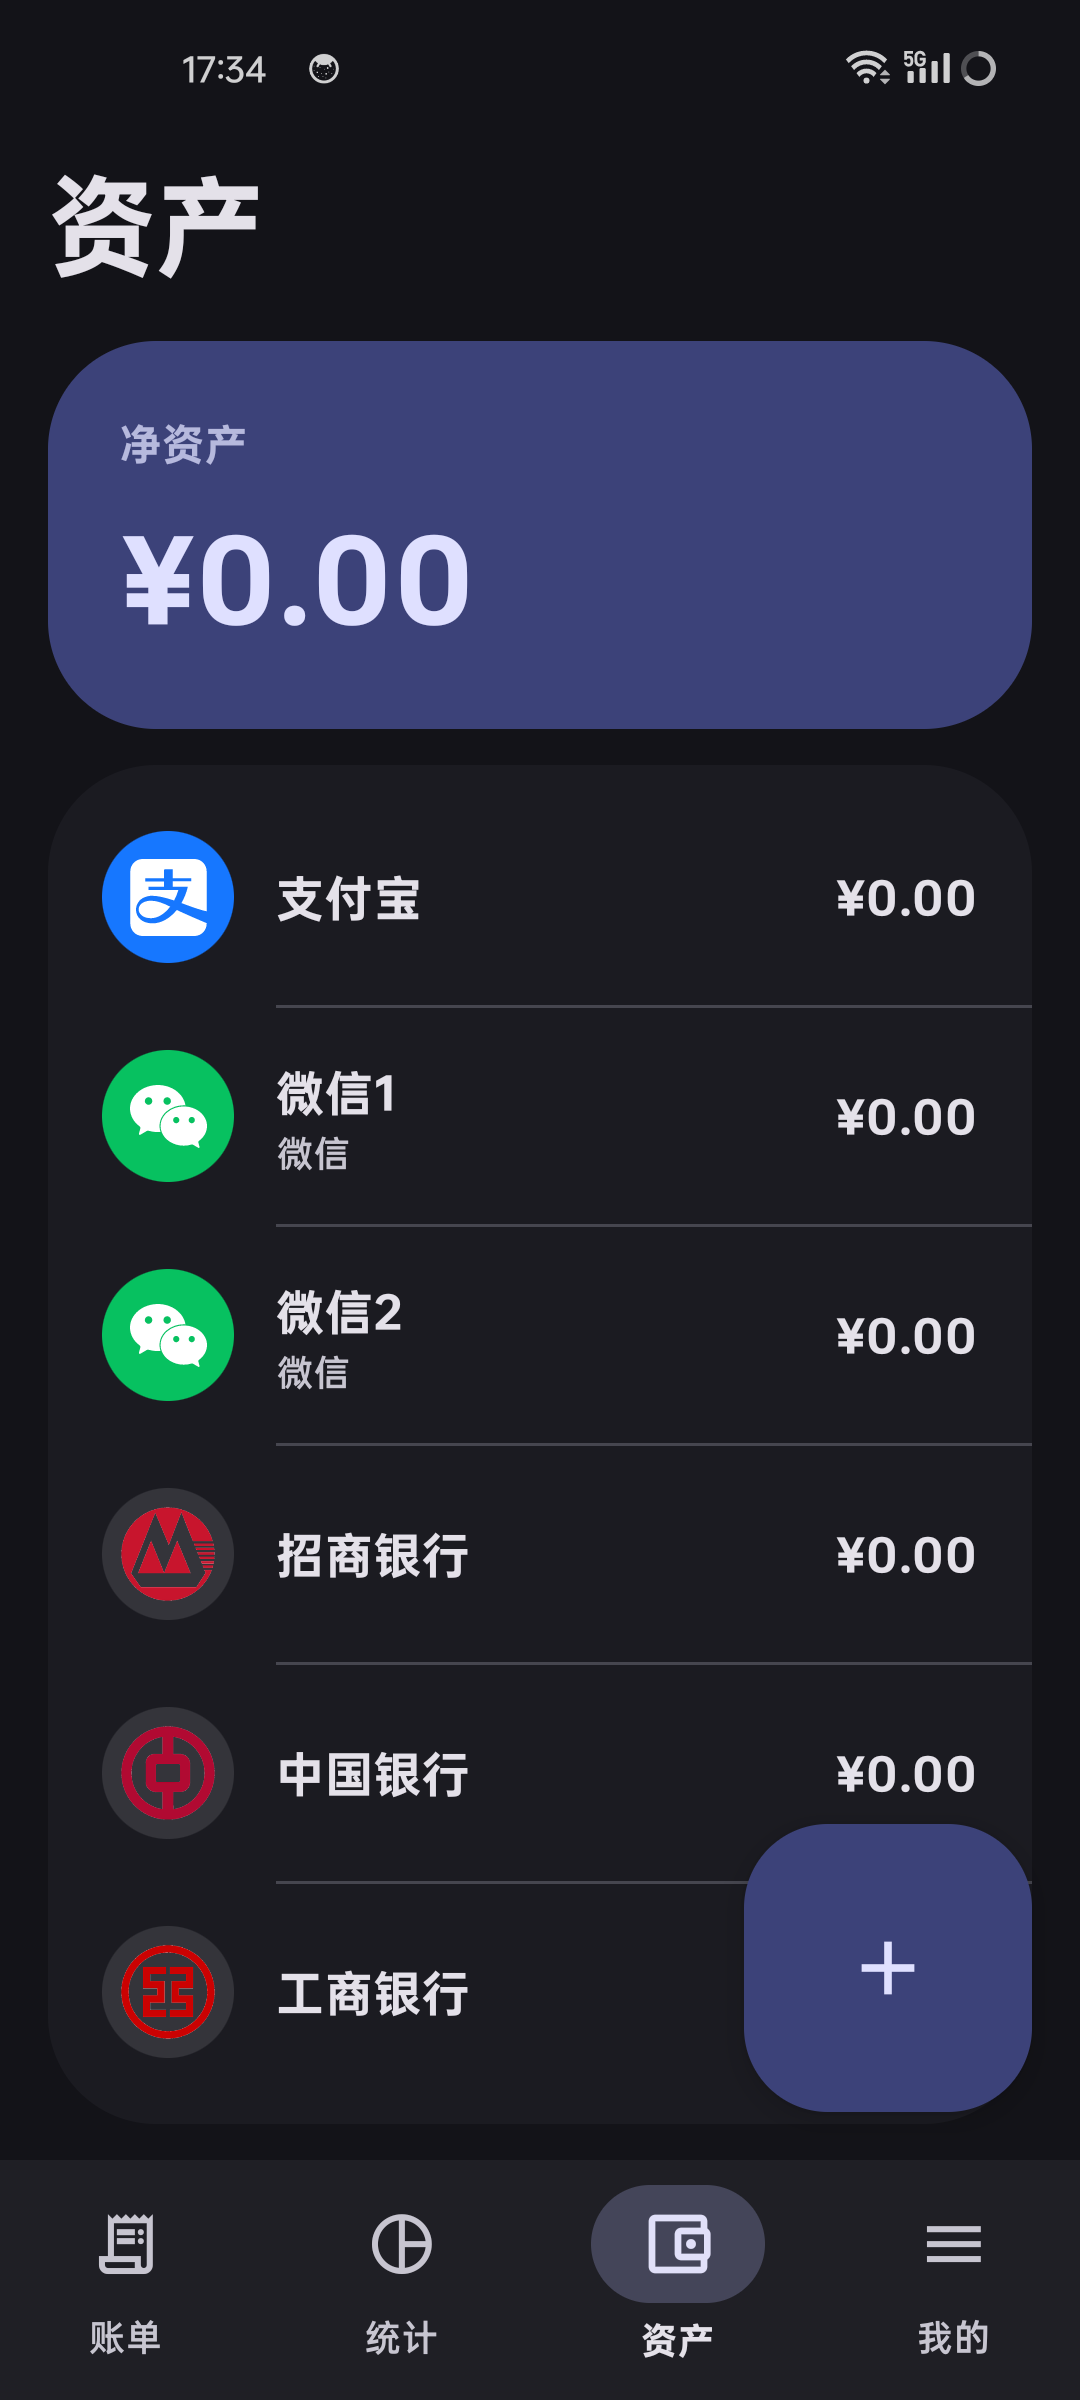 17:34 5G
资产
净资产
¥0.00
支付宝 ¥0.00
微信1
微信 ¥0.00
微信2
微信 ¥0.00
招商银行 ¥0.00
中国银行 ¥0.00
工商银行
账单 统计 资产 我的